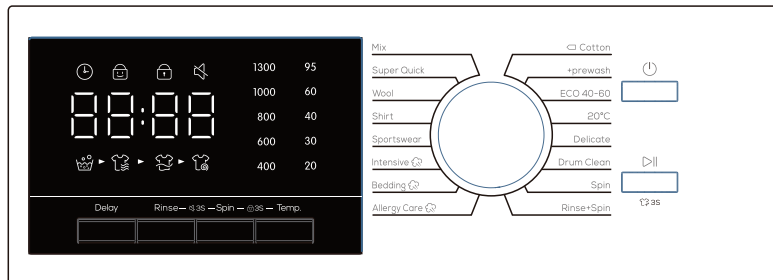 1300 95
1000 60
88:88
800 40
600 30
400 20
Delay Rinse 3S Spin 3S Temp.
Mix
Super Quick
Wool
Shirt
Sportswear
Intensive
Bedding
Allergy Care
Cotton
+prewash
ECO 40-60
20°C
Delicate
Drum Clean
Spin
Rinse+Spin
3S